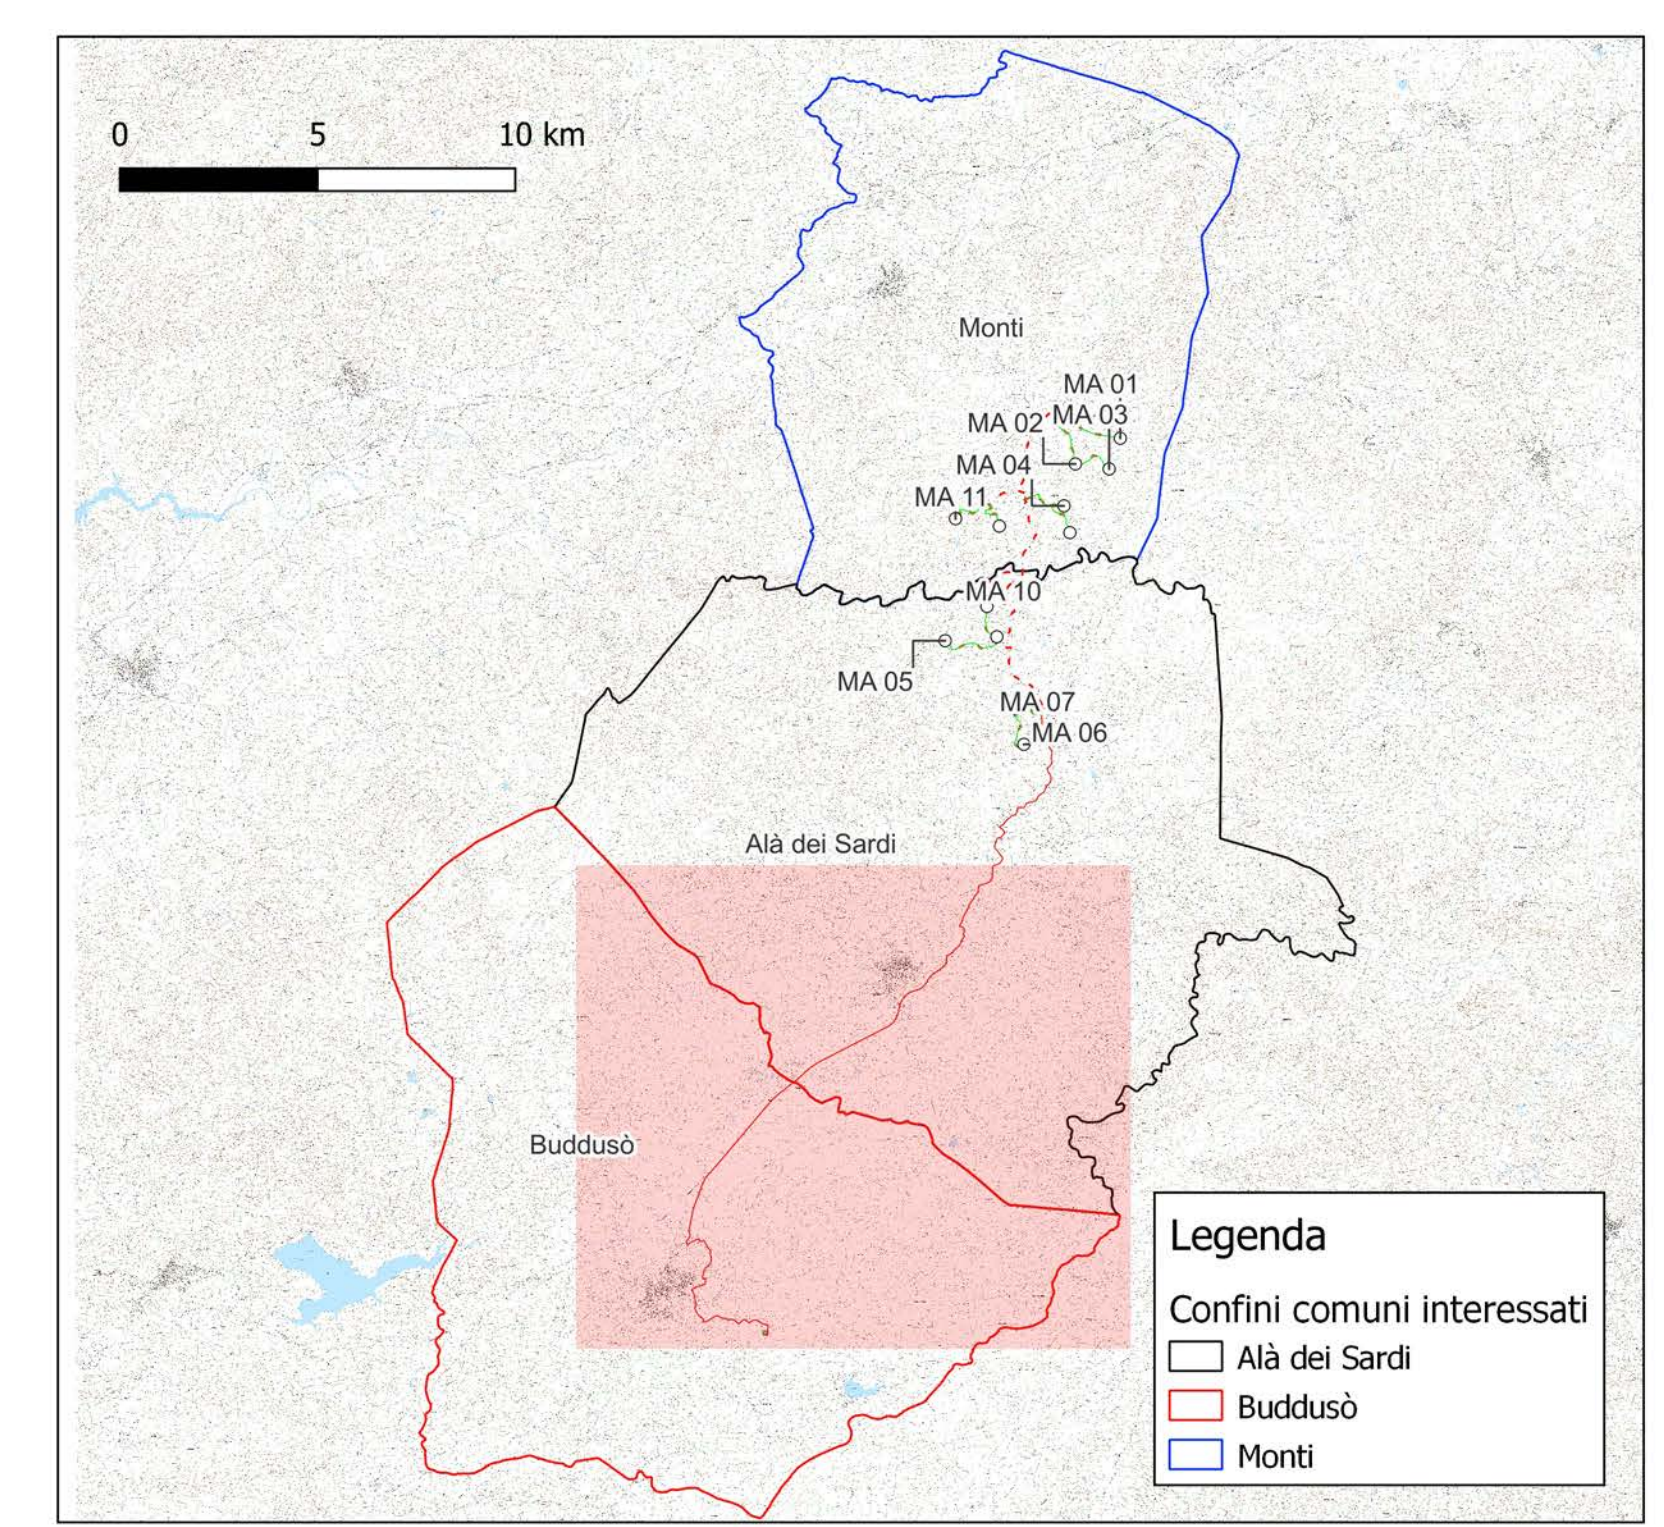 0 5 10 km
Monti
MA 01
MA 02 MA 03
MA 04
MA 11
MA 10
MA 05
MA 07
MA 06
Alà dei Sardi
Buddusò
Legenda
Confini comuni interessati
Alà dei Sardi
Buddusò
Monti